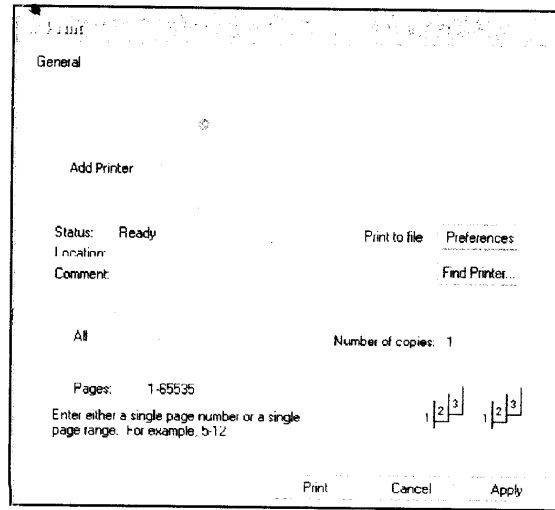 Print
General
Add Printer
Status: Ready Print to file Preferences
Location:
Comment: Find Printer...
All
Number of copies: 1
Pages: 1-65535
Enter either a single page number or a single
page range. For example, 5-12
1 2 3 1 2 3
Print Cancel Apply